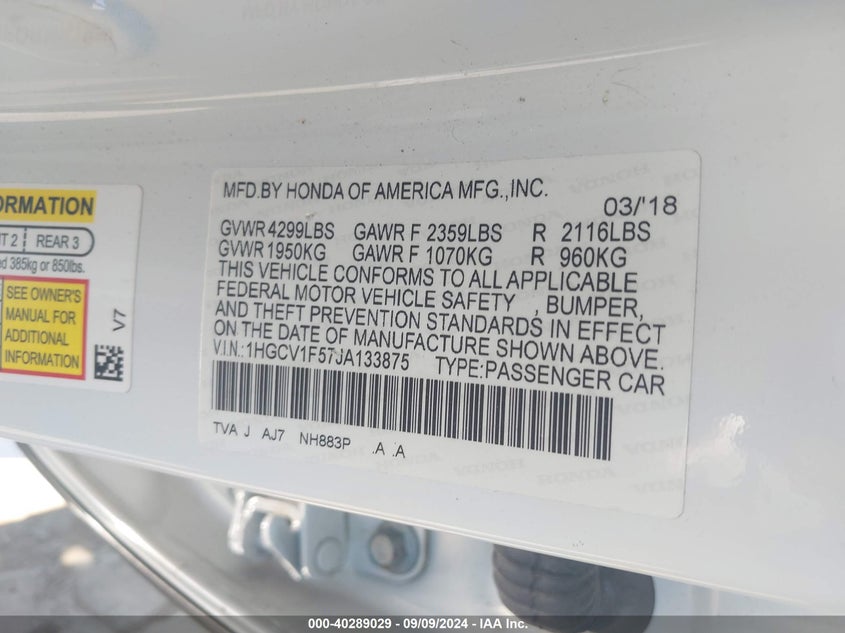 ORMATION
T 2 | REAR 3
ed 385kg or 850lbs.
SEE OWNER'S
MANUAL FOR
ADDITIONAL
INFORMATION
V7
MFD.BY HONDA OF AMERICA MFG.,INC.
03/'18
GVWR 4299LBS GAWR F 2359LBS R 2116LBS
GVWR 1950KG GAWR F 1070KG R 960KG
THIS VEHICLE CONFORMS TO ALL APPLICABLE
FEDERAL MOTOR VEHICLE SAFETY , BUMPER,
AND THEFT PREVENTION STANDARDS IN EFFECT
ON THE DATE OF MANUFACTURE SHOWN ABOVE.
V.I.N.: 1HGCV1F57JA133875 TYPE:PASSENGER CAR
TVA J AJ7 NH883P .A .A
000-40289029 - 09/09/2024 - IAA Inc.